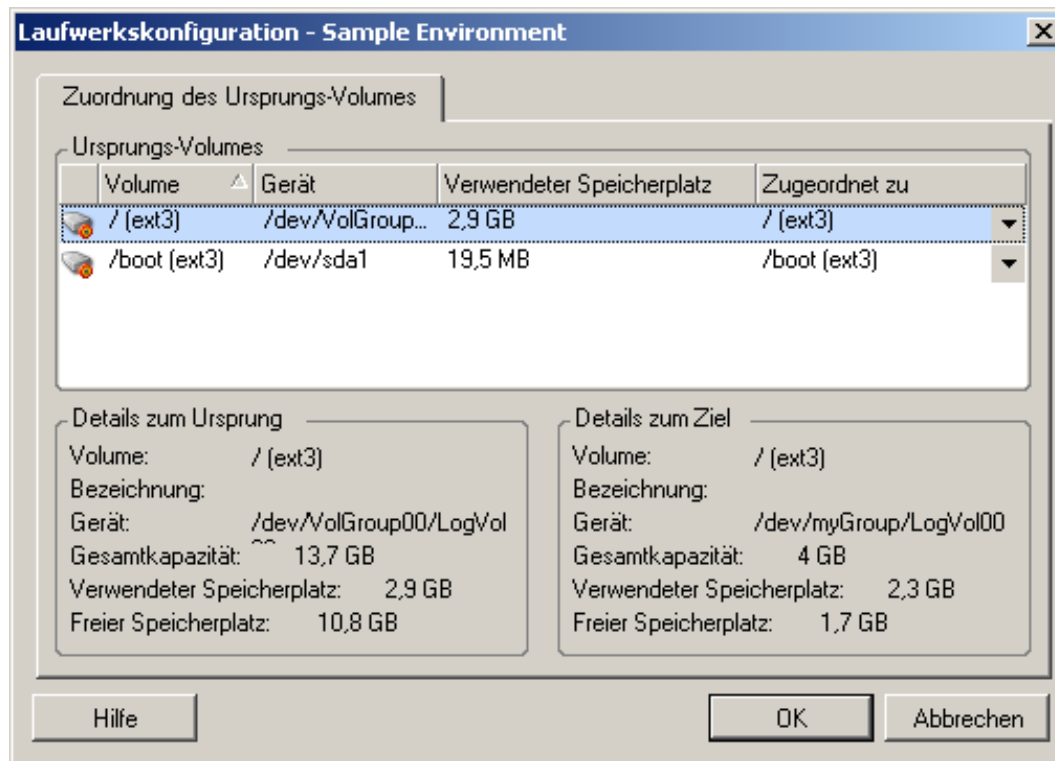 Laufwerkskonfiguration - Sample Environment
Zuordnung des Ursprungs-Volumes
Ursprungs-Volumes
Volume Gerät Verwendeter Speicherplatz Zugeordnet zu
/ (ext3) /dev/VolGroup... 2,9 GB / (ext3)
/boot (ext3) /dev/sda1 19,5 MB /boot (ext3)
Details zum Ursprung
Volume: / (ext3)
Bezeichnung:
Gerät: /dev/VolGroup00/LogVol
Gesamtkapazität: 13,7 GB
Verwendeter Speicherplatz: 2,9 GB
Freier Speicherplatz: 10,8 GB
Details zum Ziel
Volume: / (ext3)
Bezeichnung:
Gerät: /dev/myGroup/LogVol00
Gesamtkapazität: 4 GB
Verwendeter Speicherplatz: 2,3 GB
Freier Speicherplatz: 1,7 GB
Hilfe OK Abbrechen